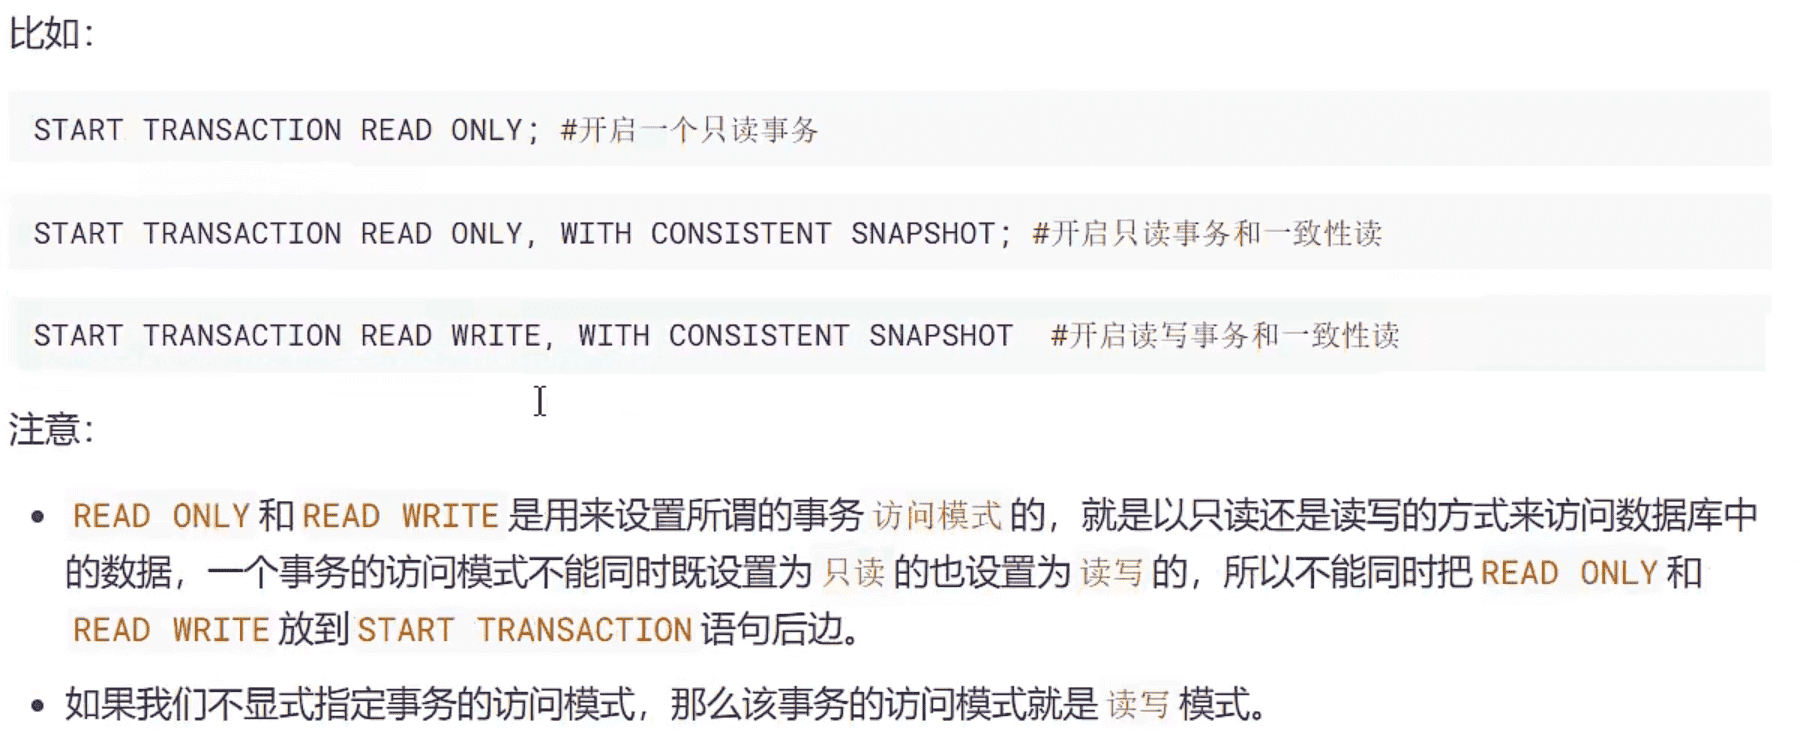 比如：
START TRANSACTION READ ONLY; #开启一个只读事务
START TRANSACTION READ ONLY, WITH CONSISTENT SNAPSHOT; #开启只读事务和一致性读
START TRANSACTION READ WRITE, WITH CONSISTENT SNAPSHOT  #开启读写事务和一致性读
注意：
• READ ONLY 和 READ WRITE 是用来设置所谓的事务 访问模式 的，就是以只读还是读写的方式来访问数据库中
的数据，一个事务的访问模式不能同时既设置为 只读 的也设置为 读写 的，所以不能同时把 READ ONLY 和
READ WRITE 放到 START TRANSACTION 语句后边。
• 如果我们不显式指定事务的访问模式，那么该事务的访问模式就是 读写 模式。